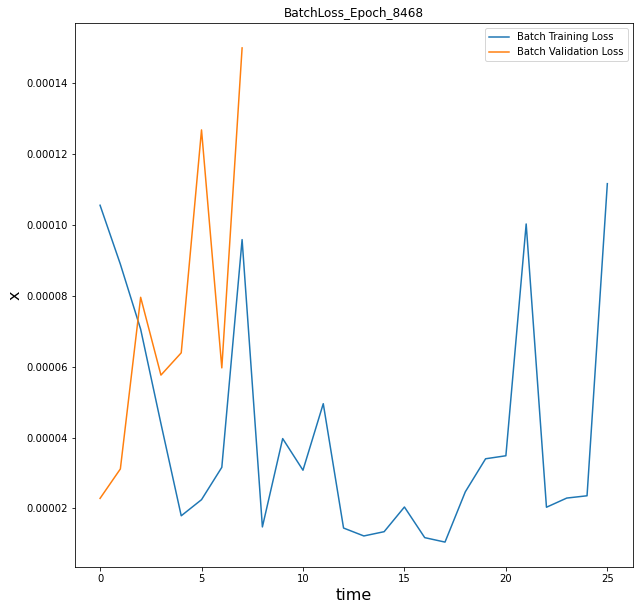 BatchLoss_Epoch_8468
Batch Training Loss
Batch Validation Loss
0.00014
0.00012
0.00010
0.00008
0.00006
0.00004
0.00002
x
0 5 10 15 20 25
time